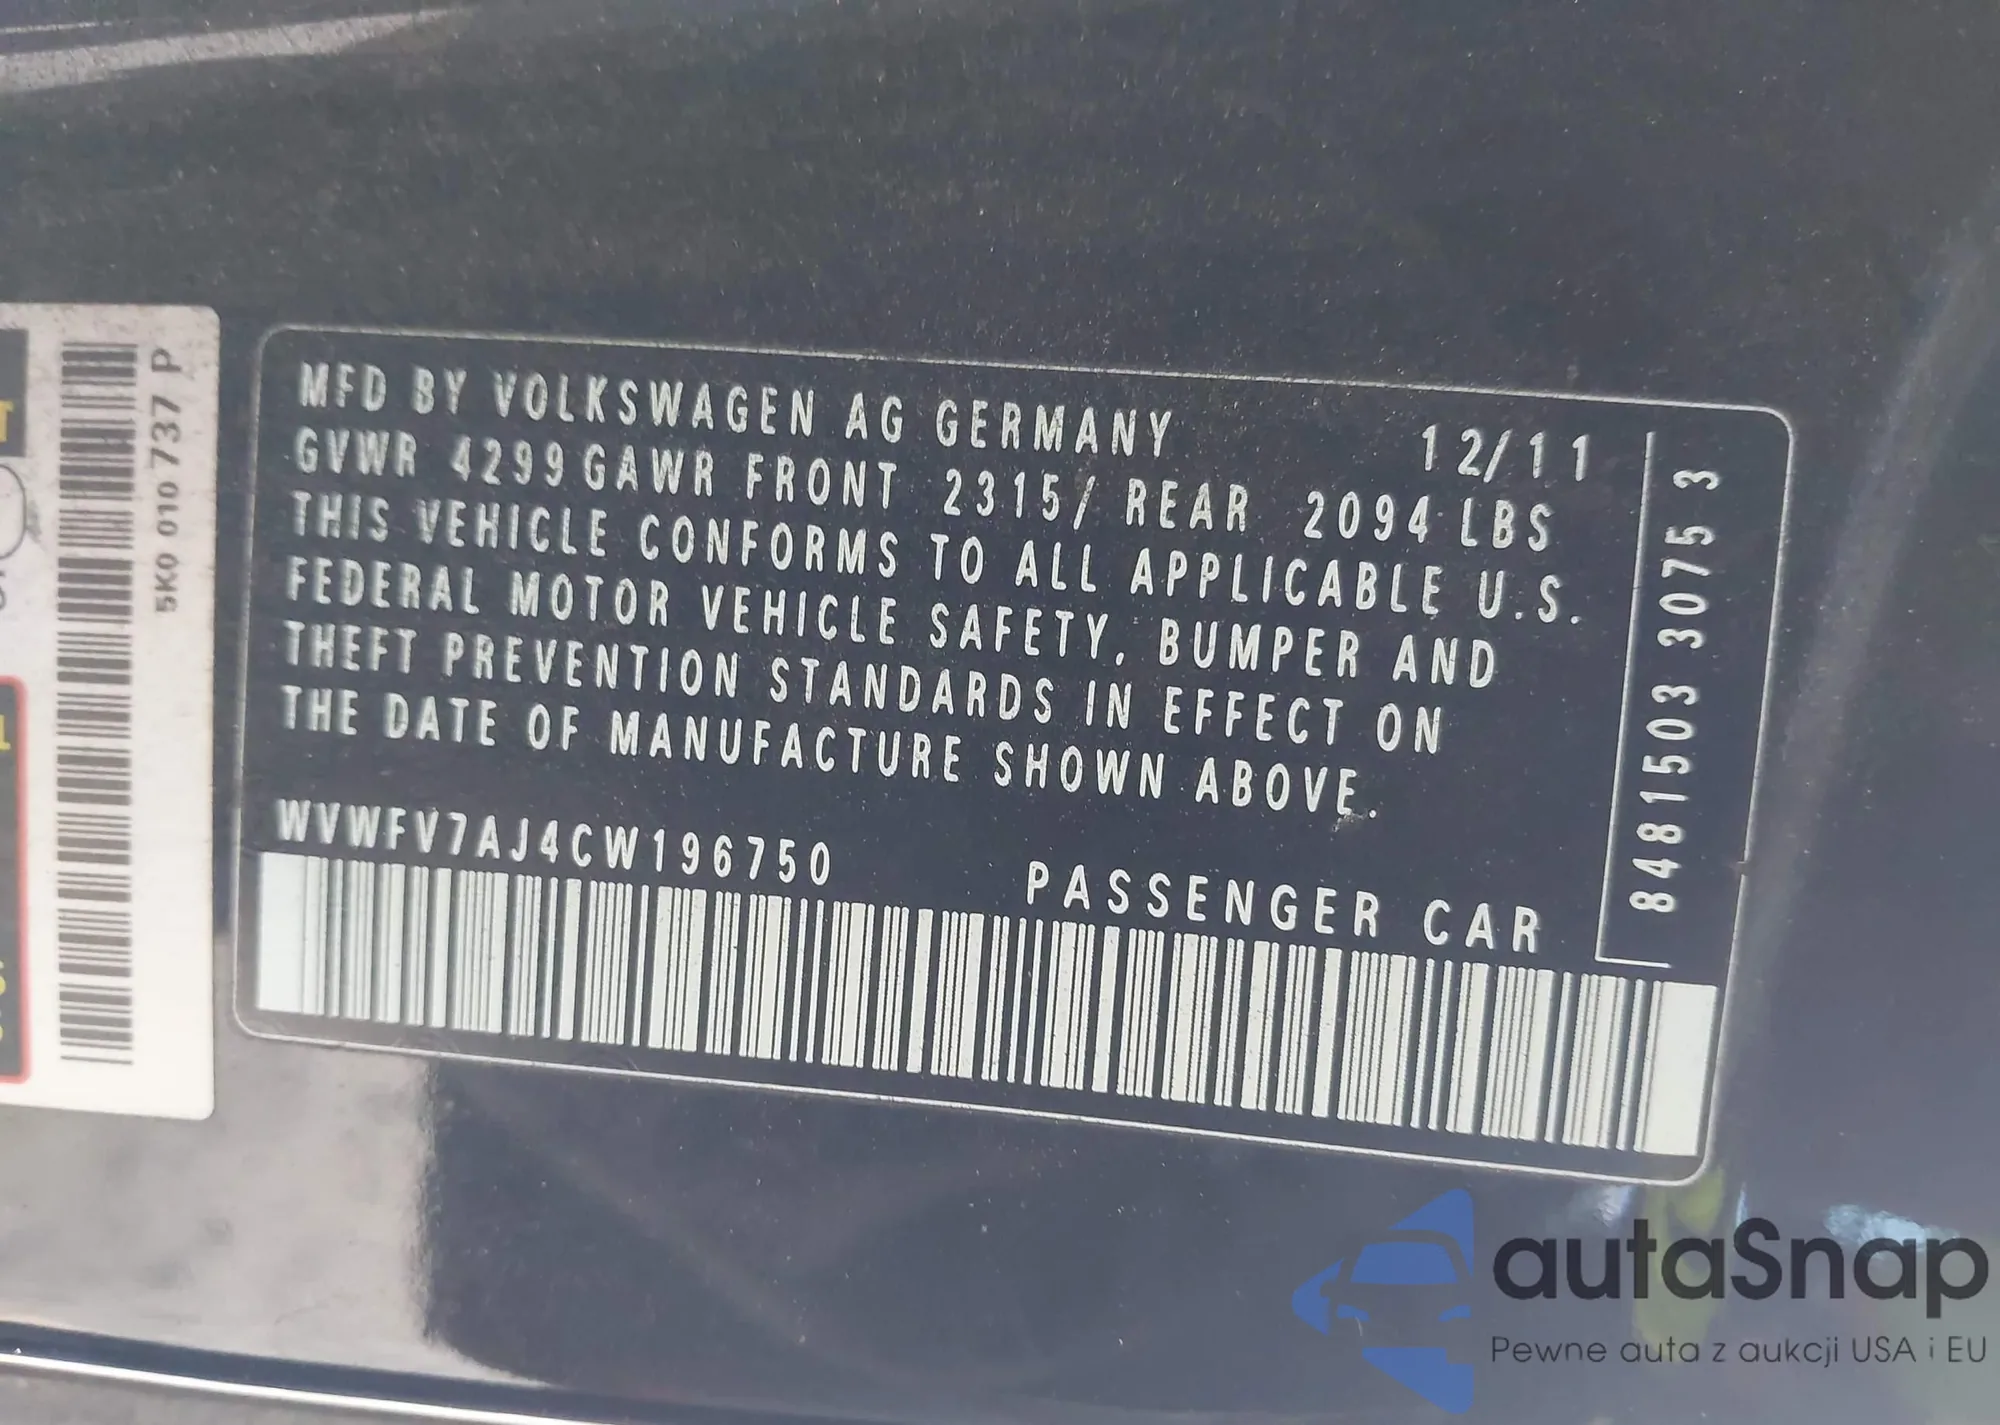 5K0 010 737 P
MFD BY VOLKSWAGEN AG GERMANY 12/11
GVWR 4299 GAWR FRONT 2315/ REAR 2094 LBS
THIS VEHICLE CONFORMS TO ALL APPLICABLE U.S.
FEDERAL MOTOR VEHICLE SAFETY, BUMPER AND
THEFT PREVENTION STANDARDS IN EFFECT ON
THE DATE OF MANUFACTURE SHOWN ABOVE.
WVWFV7AJ4CW196750
PASSENGER CAR
8481503 3075 3
autaSnap
Pewne auta z aukcji USA i EU